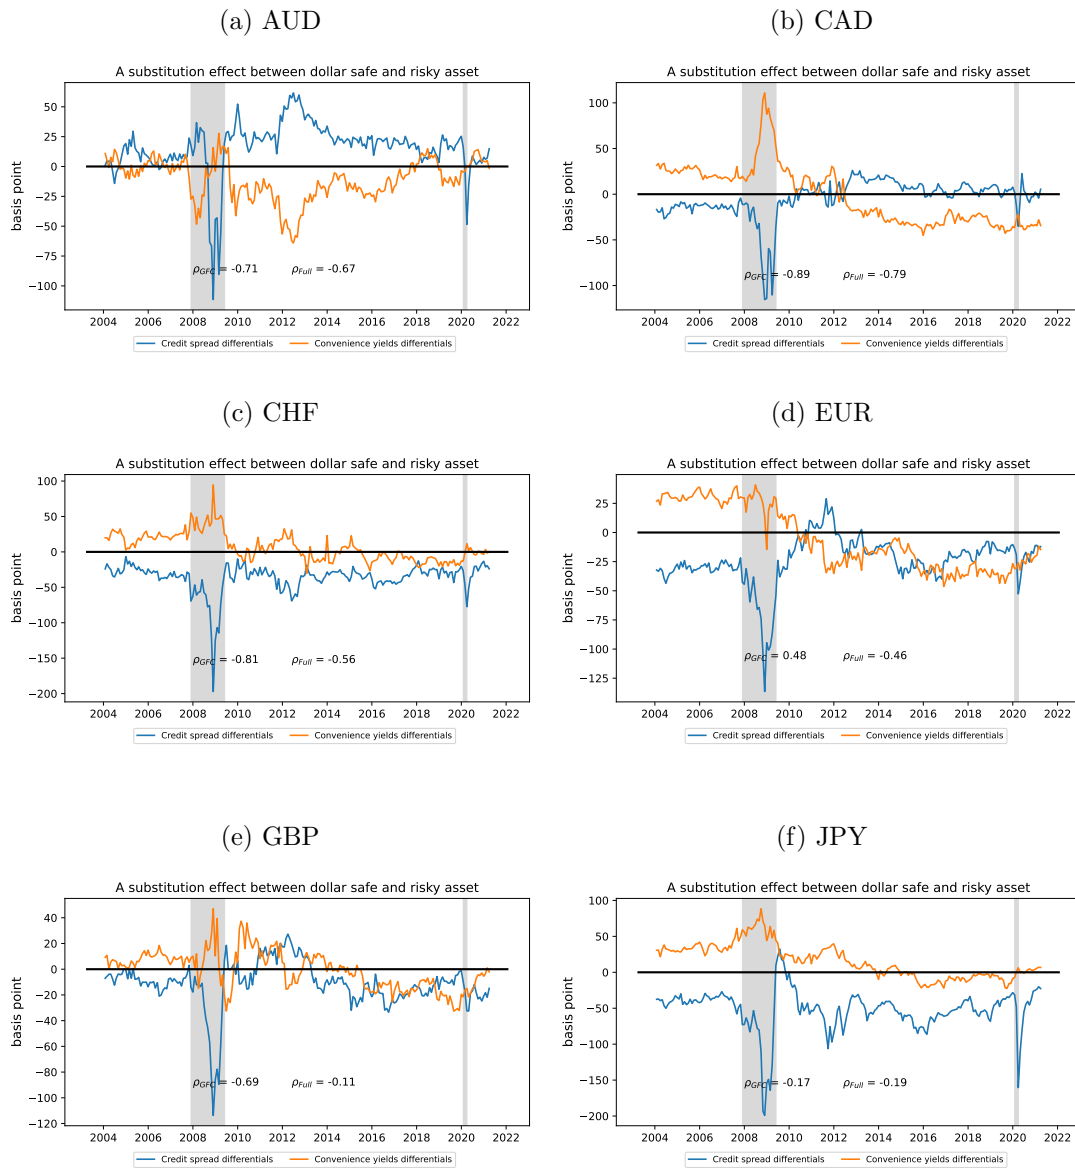 (a) AUD
A substitution effect between dollar safe and risky asset
basis point
50
25
0
−25
−50
−75
−100
ρGFC = -0.71 ρFull = -0.67
2004 2006 2008 2010 2012 2014 2016 2018 2020 2022
Credit spread differentials Convenience yields differentials
(b) CAD
A substitution effect between dollar safe and risky asset
basis point
100
50
0
−50
−100
ρGFC = -0.89 ρFull = -0.79
2004 2006 2008 2010 2012 2014 2016 2018 2020 2022
Credit spread differentials Convenience yields differentials
(c) CHF
A substitution effect between dollar safe and risky asset
basis point
100
50
0
−50
−100
−150
−200
ρGFC = -0.81 ρFull = -0.56
2004 2006 2008 2010 2012 2014 2016 2018 2020 2022
Credit spread differentials Convenience yields differentials
(d) EUR
A substitution effect between dollar safe and risky asset
basis point
25
0
−25
−50
−75
−100
−125
ρGFC = 0.48 ρFull = -0.46
2004 2006 2008 2010 2012 2014 2016 2018 2020 2022
Credit spread differentials Convenience yields differentials
(e) GBP
A substitution effect between dollar safe and risky asset
basis point
40
20
0
−20
−40
−60
−80
−100
−120
ρGFC = -0.69 ρFull = -0.11
2004 2006 2008 2010 2012 2014 2016 2018 2020 2022
Credit spread differentials Convenience yields differentials
(f) JPY
A substitution effect between dollar safe and risky asset
basis point
100
50
0
−50
−100
−150
−200
ρGFC = -0.17 ρFull = -0.19
2004 2006 2008 2010 2012 2014 2016 2018 2020 2022
Credit spread differentials Convenience yields differentials